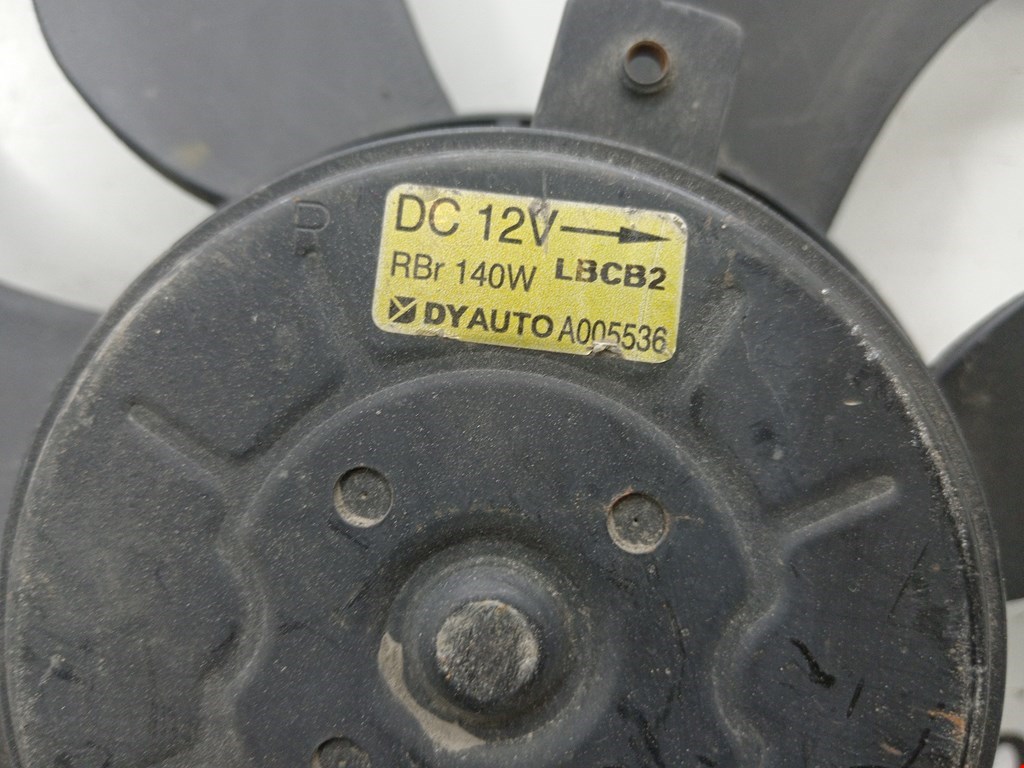 D
DC 12V
RBr 140W LBCB2
DYAUTO A005536